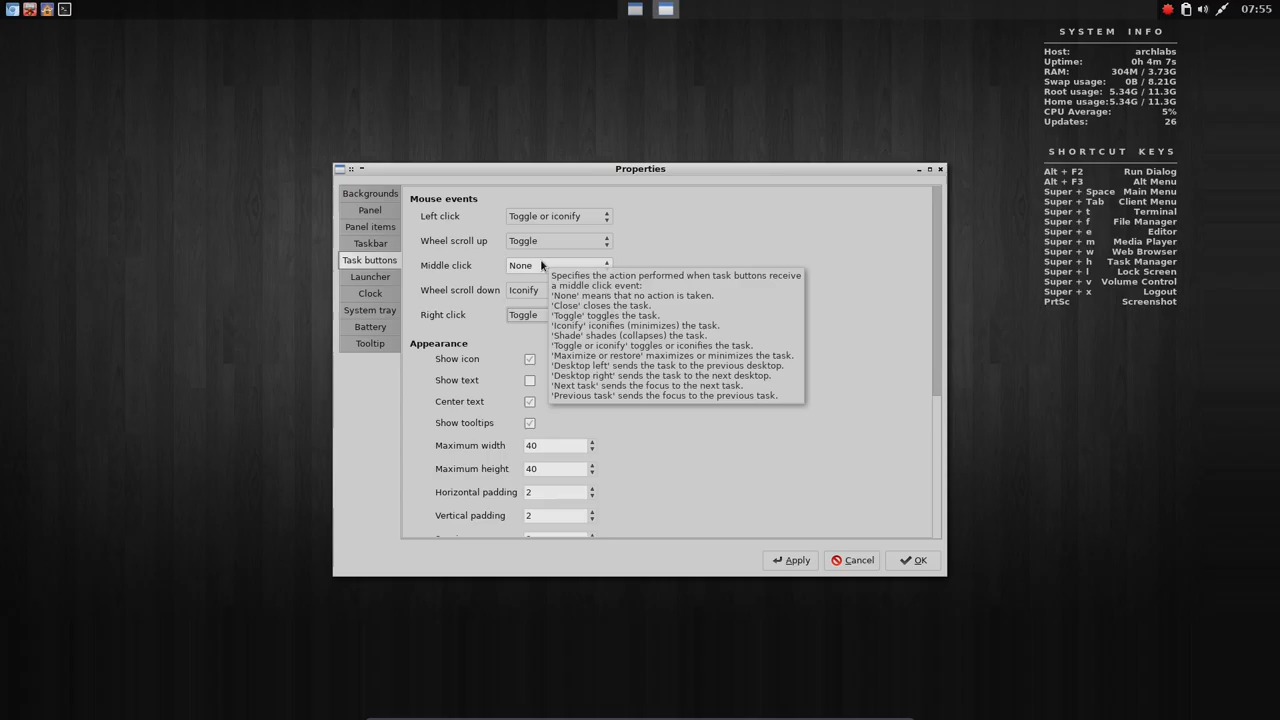 07:55
SYSTEM INFO
Host: archlabs
Uptime: 0h 4m 7s
RAM: 304M / 3.73G
Swap usage: 0B / 8.21G
Root usage: 5.34G / 11.3G
Home usage:5.34G / 11.3G
CPU Average: 5%
Updates: 26
SHORTCUT KEYS
Alt + F2 Run Dialog
Alt + F3 Alt Menu
Super + Space Main Menu
Super + Tab Client Menu
Super + t Terminal
Super + f File Manager
Super + e Editor
Super + m Media Player
Super + w Web Browser
Super + h Task Manager
Super + l Lock Screen
Super + v Volume Control
Super + x Logout
PrtSc Screenshot
Properties
Backgrounds
Panel
Panel items
Taskbar
Task buttons
Launcher
Clock
System tray
Battery
Tooltip
Mouse events
Left click Toggle or iconify
Wheel scroll up Toggle
Middle click None
Wheel scroll down Iconify
Right click Toggle
Specifies the action performed when task buttons receive
a middle click event:
'None' means that no action is taken.
'Close' closes the task.
'Toggle' toggles the task.
'Iconify' iconifies (minimizes) the task.
'Shade' shades (collapses) the task.
'Toggle or iconify' toggles or iconifies the task.
'Maximize or restore' maximizes or minimizes the task.
'Desktop left' sends the task to the previous desktop.
'Desktop right' sends the task to the next desktop.
'Next task' sends the focus to the next task.
'Previous task' sends the focus to the previous task.
Appearance
Show icon
Show text
Center text
Show tooltips
Maximum width 40
Maximum height 40
Horizontal padding 2
Vertical padding 2
Apply Cancel OK